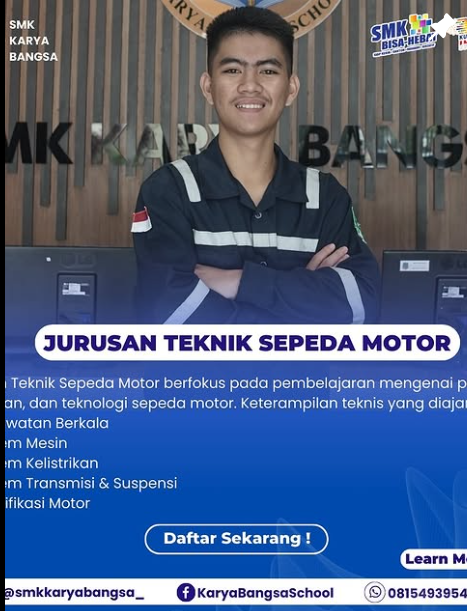 SMK
KARYA
BANGSA
SMK
BISA-HEBAT
SMK KARYA BANGSA
JURUSAN TEKNIK SEPEDA MOTOR
Teknik Sepeda Motor berfokus pada pembelajaran mengenai p
an, dan teknologi sepeda motor. Keterampilan teknis yang diajar
watan Berkala
em Mesin
em Kelistrikan
em Transmisi & Suspensi
ifikasi Motor
Daftar Sekarang !
Learn Mo
@smkkaryabangsa_
KaryaBangsaSchool
0815493954